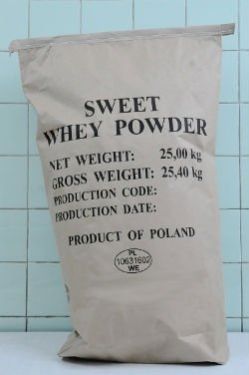 SWEET
WHEY POWDER
NET WEIGHT: 25,00 kg
GROSS WEIGHT: 25,40 kg
PRODUCTION CODE:
PRODUCTION DATE:
PRODUCT OF POLAND
PL
10631602
WE